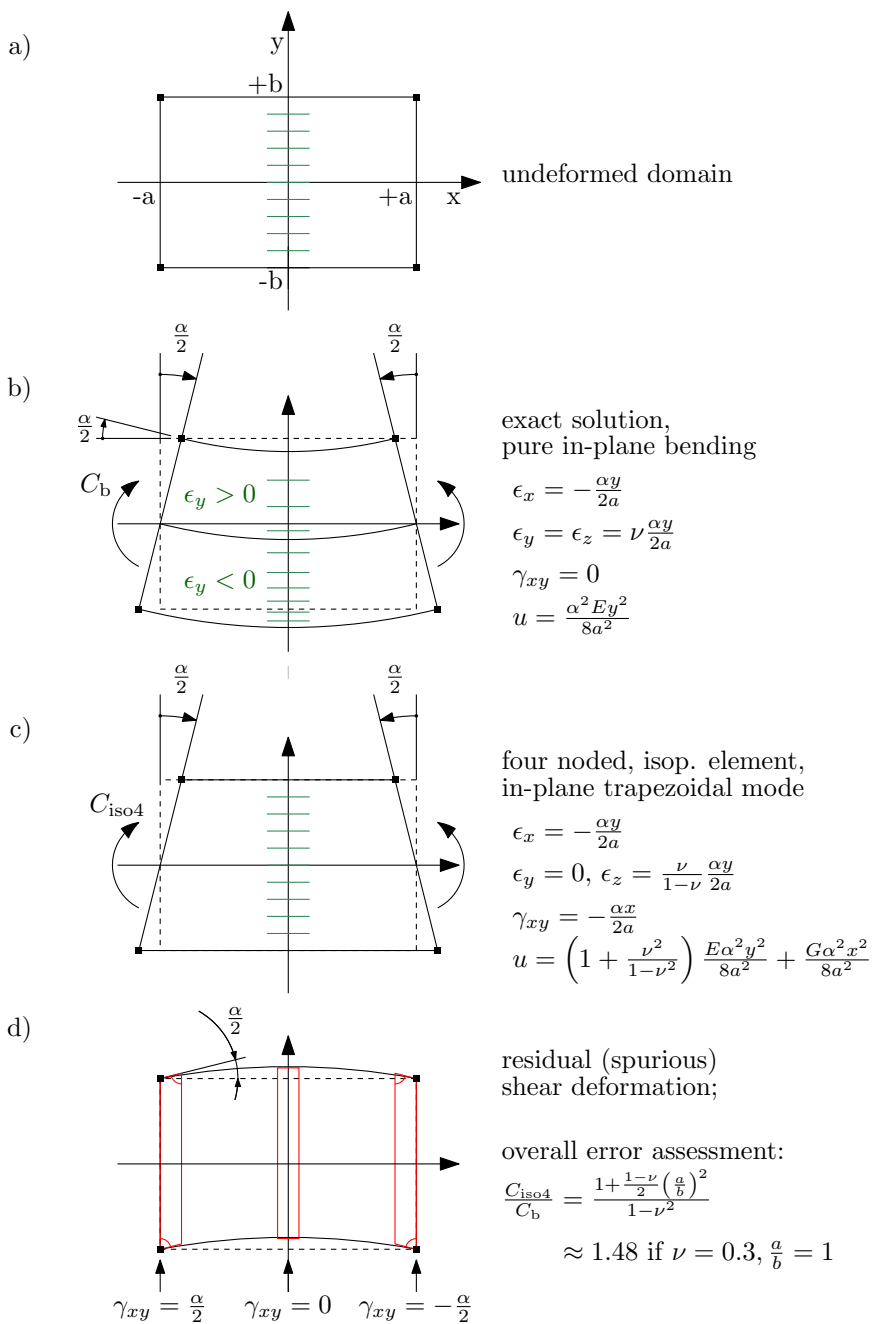 a)
y
+b
-a
+a
x
-b
undeformed domain
b)
α/2
α/2
α/2
C_b
ϵ_y > 0
ϵ_y < 0
exact solution,
pure in-plane bending
ϵ_x = −αy/2a
ϵ_y = ϵ_z = ν αy/2a
γ_xy = 0
u = α²Ey²/8a²
c)
α/2
α/2
C_iso4
four noded, isop. element,
in-plane trapezoidal mode
ϵ_x = −αy/2a
ϵ_y = 0, ϵ_z = ν/(1−ν) αy/2a
γ_xy = −αx/2a
u = (1 + ν²/(1−ν²)) Eα²y²/8a² + Gα²x²/8a²
d)
α/2
residual (spurious)
shear deformation;
overall error assessment:
C_iso4/C_b = (1+ (1−ν)/2 (a/b)²)/(1−ν²)
≈ 1.48 if ν = 0.3, a/b = 1
γ_xy = α/2
γ_xy = 0
γ_xy = −α/2